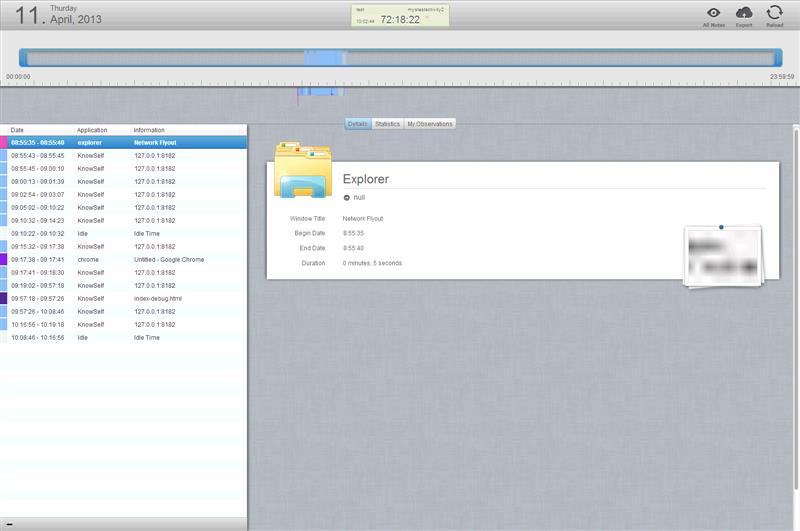 11.
Thurday
April, 2013
test
myetestactivity2
10:02:44
72:18:22
All Notes
Export
Reload
00:00:00
23:59:59
Details
Statistics
My Observations
Date
Application
Information
08:55:35 - 08:55:40 explorer Network Flyout
08:55:43 - 08:55:45 KnowSelf 127.0.0.1:8182
08:55:45 - 09:00:10 KnowSelf 127.0.0.1:8182
09:00:13 - 09:01:39 KnowSelf 127.0.0.1:8182
09:02:54 - 09:03:07 KnowSelf 127.0.0.1:8182
09:05:02 - 09:10:22 KnowSelf 127.0.0.1:8182
09:10:32 - 09:14:23 KnowSelf 127.0.0.1:8182
09:10:22 - 09:10:32 Idle Idle Time
09:15:32 - 09:17:38 KnowSelf 127.0.0.1:8182
09:17:38 - 09:17:41 chrome Untitled - Google Chrome
09:17:41 - 09:18:30 KnowSelf 127.0.0.1:8182
09:19:02 - 09:57:18 KnowSelf 127.0.0.1:8182
09:57:18 - 09:57:26 KnowSelf index-debug.html
09:57:26 - 10:08:46 KnowSelf 127.0.0.1:8182
10:16:56 - 10:19:18 KnowSelf 127.0.0.1:8182
10:08:46 - 10:16:56 Idle Idle Time
Explorer
null
Window Title Network Flyout
Begin Date 8:55:35
End Date 8:55:40
Duration 0 minutes, 5 seconds